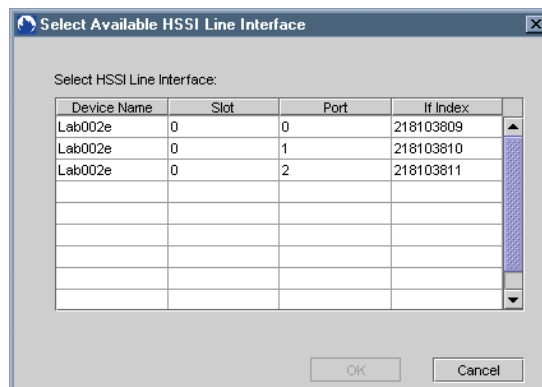 Select Available HSSI Line Interface
Select HSSI Line Interface:
Device Name Slot Port If Index
Lab002e 0 0 218103809
Lab002e 0 1 218103810
Lab002e 0 2 218103811
OK Cancel